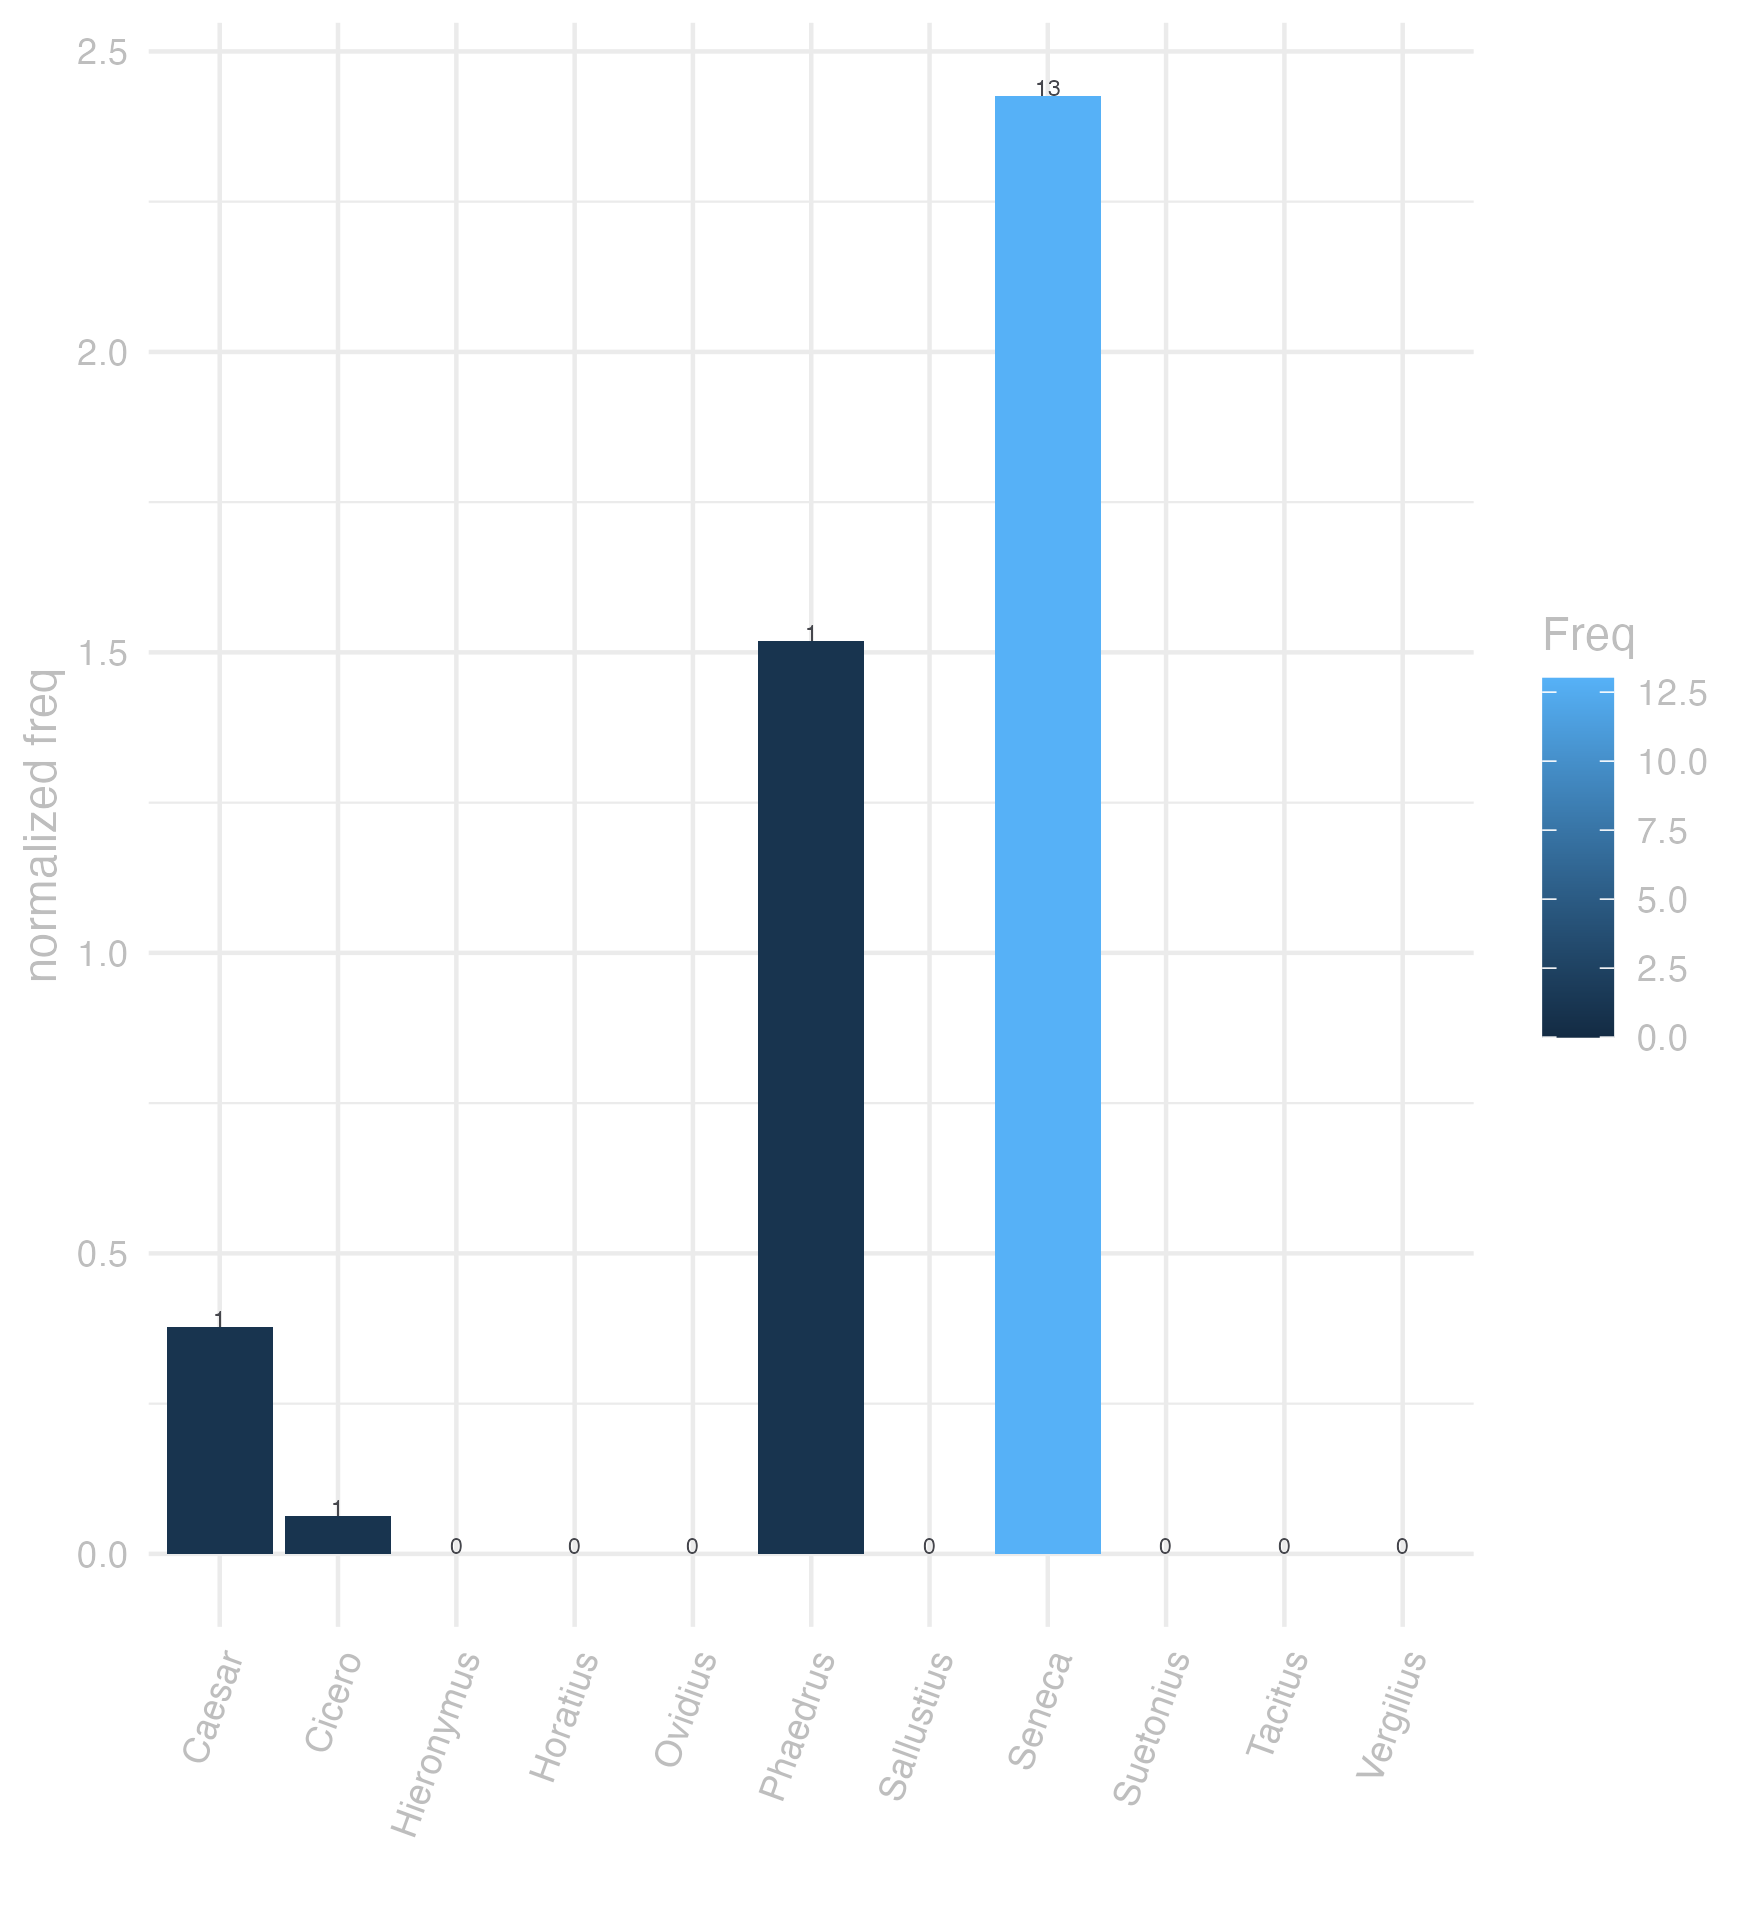 normalized freq
2.5
2.0
1.5
1.0
0.5
0.0
1
1
0
0
0
1
0
13
0
0
0
Caesar
Cicero
Hieronymus
Horatius
Ovidius
Phaedrus
Sallustius
Seneca
Suetonius
Tacitus
Vergilius
Freq
12.5
10.0
7.5
5.0
2.5
0.0